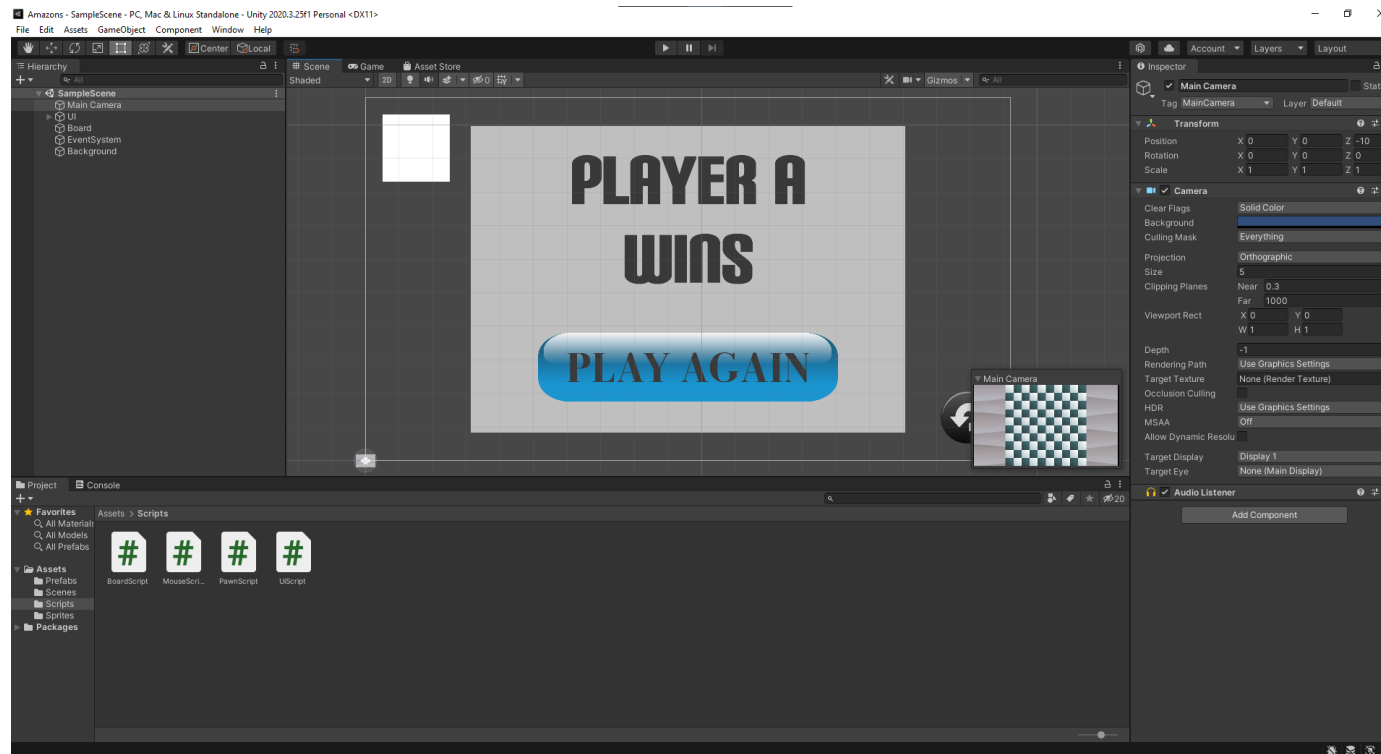 Amazons - SampleScene - PC, Mac & Linux Standalone - Unity 2020.3.25f1 Personal <DX11>
File Edit Assets GameObject Component Window Help
Center Local
Account Layers Layout
Hierarchy
All
SampleScene
Main Camera
UI
Board
EventSystem
Background
Scene Game Asset Store
Shaded 2D 0 Gizmos All
PLAYER A
WINS
PLAY AGAIN
Main Camera
Inspector
Main Camera Stat
Tag MainCamera Layer Default
Transform
Position X 0 Y 0 Z -10
Rotation X 0 Y 0 Z 0
Scale X 1 Y 1 Z 1
Camera
Clear Flags Solid Color
Background
Culling Mask Everything
Projection Orthographic
Size 5
Clipping Planes Near 0.3
Far 1000
Viewport Rect X 0 Y 0
W 1 H 1
Depth -1
Rendering Path Use Graphics Settings
Target Texture None (Render Texture)
Occlusion Culling
HDR Use Graphics Settings
MSAA Off
Allow Dynamic Resolu
Target Display Display 1
Target Eye None (Main Display)
Audio Listener
Add Component
Project Console
20
Favorites
All Materials
All Models
All Prefabs
Assets
Prefabs
Scenes
Scripts
Sprites
Packages
Assets > Scripts
BoardScript MouseScri... PawnScript UIScript